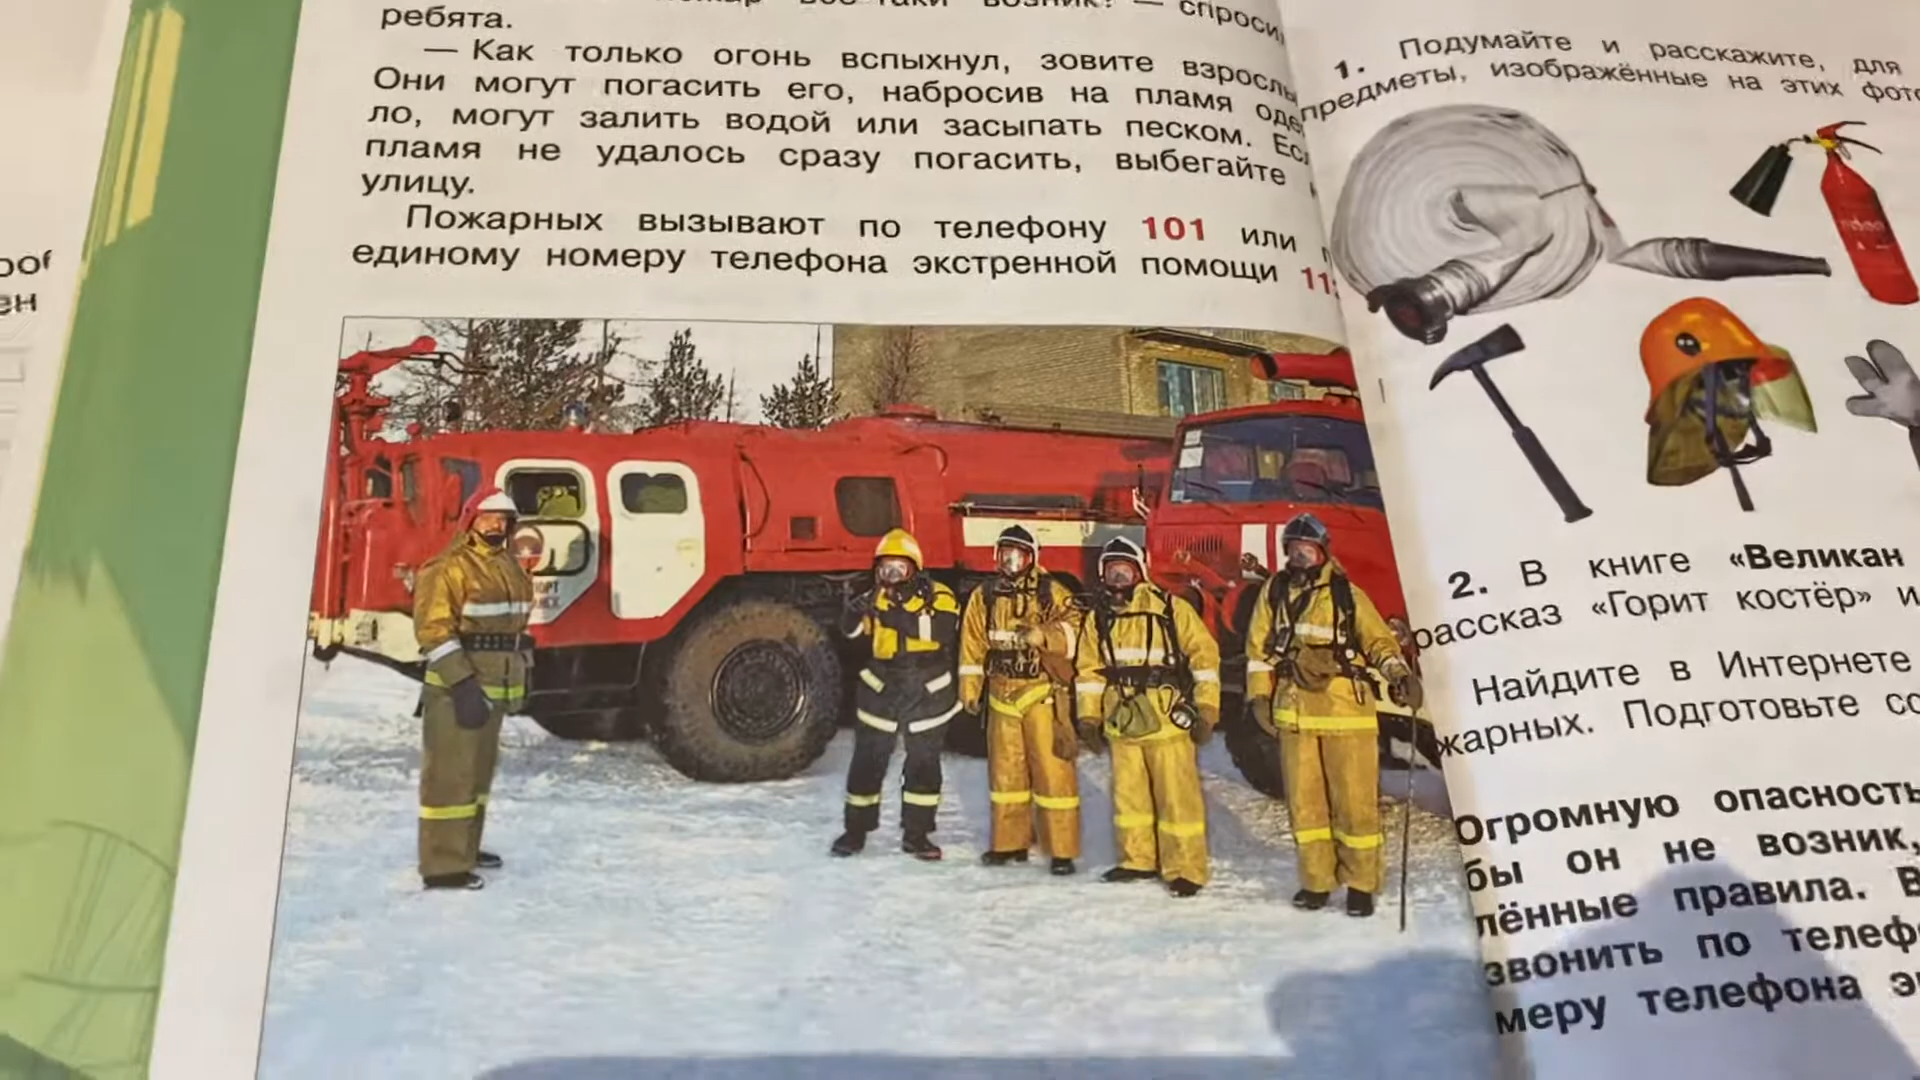 ребята.
— Как только огонь вспыхнул, зовите
Они могут погасить его, набросив на пламя
ло, могут залить водой или засыпать песком.
пламя не удалось сразу погасить, выбегайте
улицу.
Пожарных вызывают по телефону 101 или
единому номеру телефона экстренной помощи
1. Подумайте и расскажите, для
предметы, изображённые на этих
2. В книге «Великан
рассказ «Горит костёр» и
Найдите в Интернете
жарных. Подготовьте
Огромную опасность
бы он не возник,
лённые правила.
звонить по
меру телефона